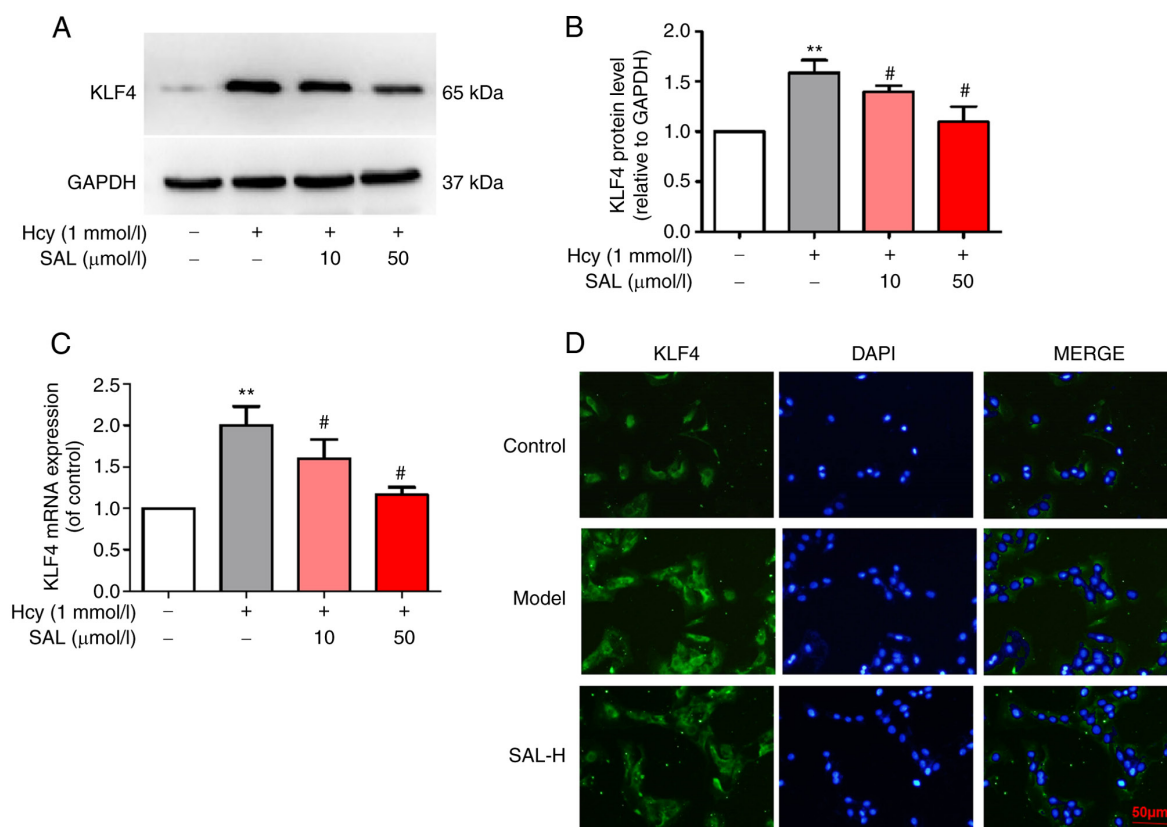 A
KLF4
65 kDa
GAPDH
37 kDa
Hcy (1 mmol/l) – + + +
SAL (μmol/l) – – 10 50
B
KLF4 protein level
(relative to GAPDH)
2.0
1.5
1.0
0.5
0.0
** # #
Hcy (1 mmol/l) – + + +
SAL (μmol/l) – – 10 50
C
KLF4 mRNA expression
(of control)
2.5
2.0
1.5
1.0
0.5
0.0
** # #
Hcy (1 mmol/l) – + + +
SAL (μmol/l) – – 10 50
D
KLF4 DAPI MERGE
Control
Model
SAL-H
50μm